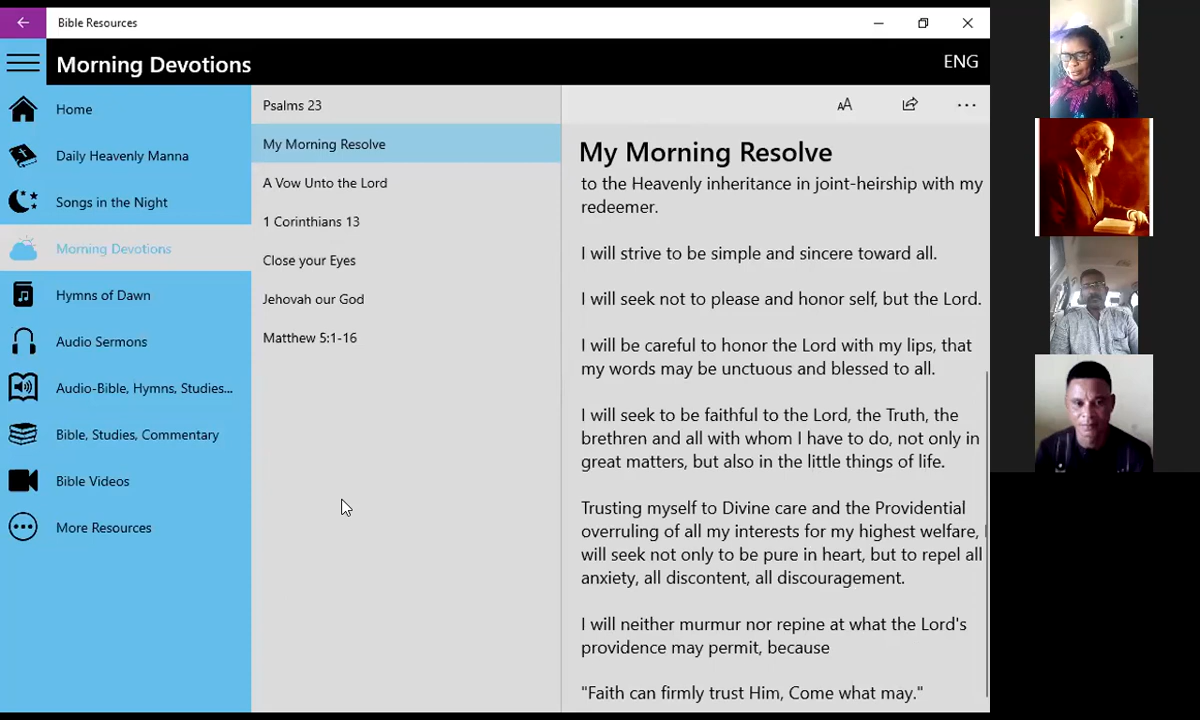 Bible Resources
Morning Devotions
ENG
Home
Daily Heavenly Manna
Songs in the Night
Morning Devotions
Hymns of Dawn
Audio Sermons
Audio-Bible, Hymns, Studies...
Bible, Studies, Commentary
Bible Videos
More Resources
Psalms 23
My Morning Resolve
A Vow Unto the Lord
1 Corinthians 13
Close your Eyes
Jehovah our God
Matthew 5:1-16
AA
My Morning Resolve
to the Heavenly inheritance in joint-heirship with my
redeemer.
I will strive to be simple and sincere toward all.
I will seek not to please and honor self, but the Lord.
I will be careful to honor the Lord with my lips, that
my words may be unctuous and blessed to all.
I will seek to be faithful to the Lord, the Truth, the
brethren and all with whom I have to do, not only in
great matters, but also in the little things of life.
Trusting myself to Divine care and the Providential
overruling of all my interests for my highest welfare, I
will seek not only to be pure in heart, but to repel all
anxiety, all discontent, all discouragement.
I will neither murmur nor repine at what the Lord's
providence may permit, because
"Faith can firmly trust Him, Come what may."